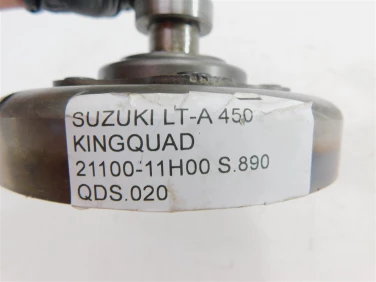 SUZUKI LT-A 450
KINGQUAD
21100-11H00 S.890
QDS.020